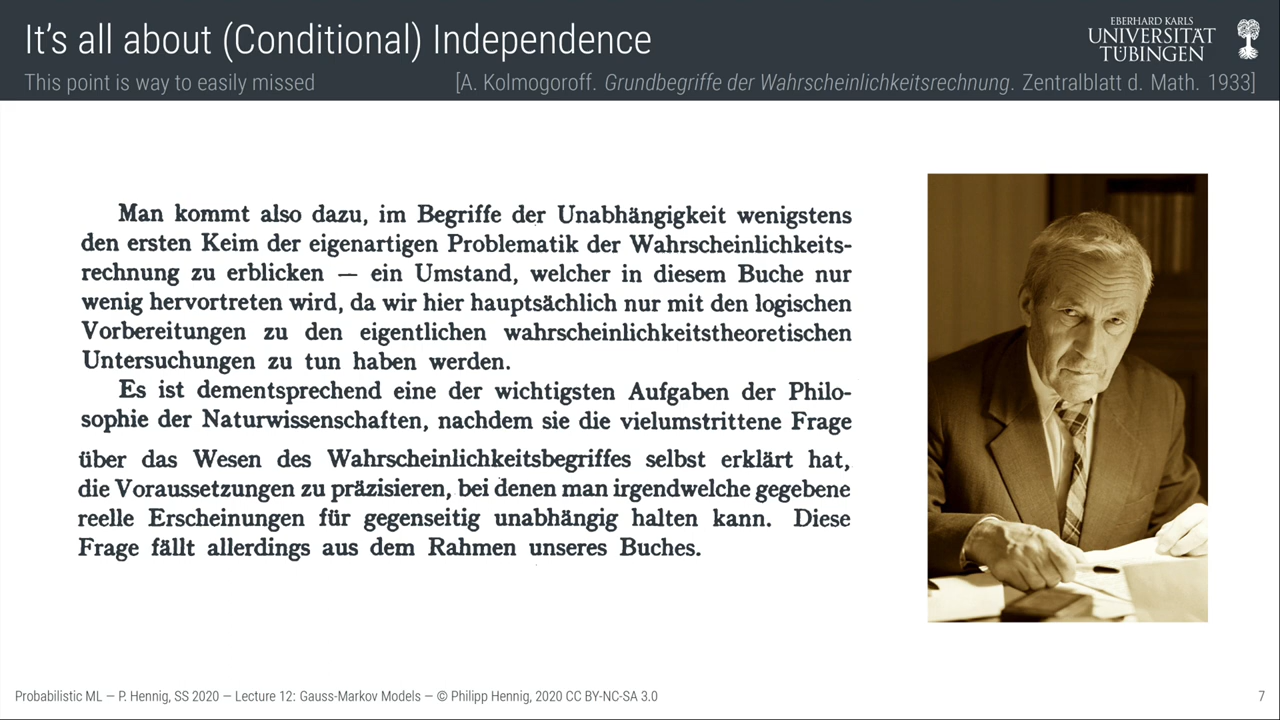 It's all about (Conditional) Independence
EBERHARD KARLS
UNIVERSITÄT
TÜBINGEN
This point is way to easily missed
[A. Kolmogoroff. Grundbegriffe der Wahrscheinlichkeitsrechnung. Zentralblatt d. Math. 1933]
Man kommt also dazu, im Begriffe der Unabhängigkeit wenigstens
den ersten Keim der eigenartigen Problematik der Wahrscheinlichkeits-
rechnung zu erblicken — ein Umstand, welcher in diesem Buche nur
wenig hervortreten wird, da wir hier hauptsächlich nur mit den logischen
Vorbereitungen zu den eigentlichen wahrscheinlichkeitstheoretischen
Untersuchungen zu tun haben werden.
Es ist dementsprechend eine der wichtigsten Aufgaben der Philo-
sophie der Naturwissenschaften, nachdem sie die vielumstrittene Frage
über das Wesen des Wahrscheinlichkeitsbegriffes selbst erklärt hat,
die Voraussetzungen zu präzisieren, bei denen man irgendwelche gegebene
reelle Erscheinungen für gegenseitig unabhängig halten kann. Diese
Frage fällt allerdings aus dem Rahmen unseres Buches.
Probabilistic ML — P. Hennig, SS 2020 — Lecture 12: Gauss-Markov Models — © Philipp Hennig, 2020 CC BY-NC-SA 3.0
7